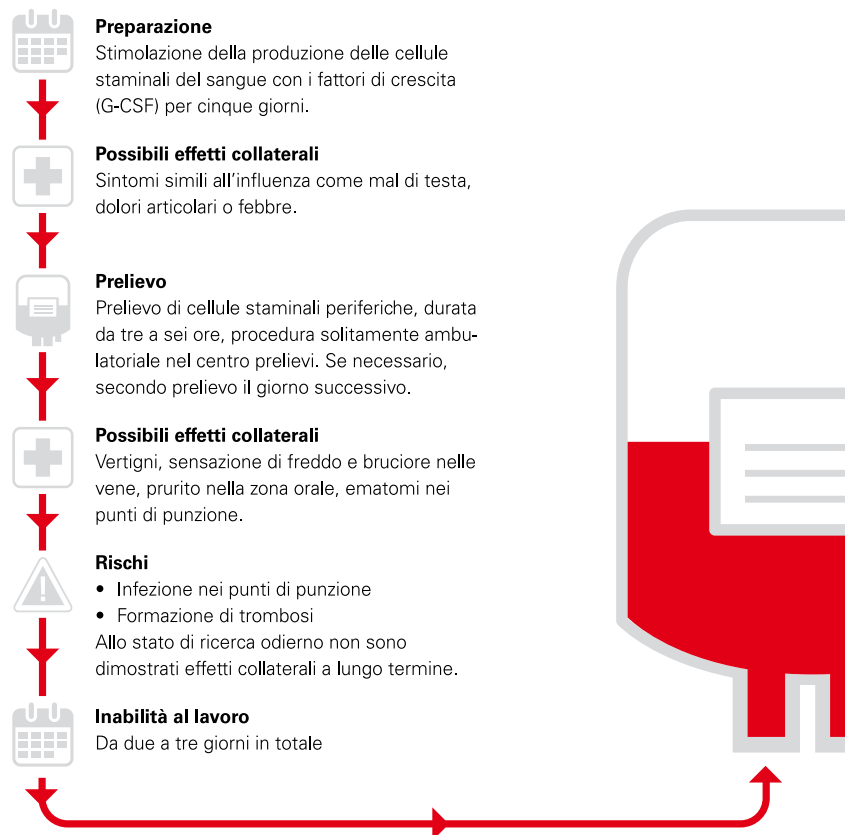 Preparazione
Stimolazione della produzione delle cellule
staminali del sangue con i fattori di crescita
(G-CSF) per cinque giorni.
Possibili effetti collaterali
Sintomi simili all'influenza come mal di testa,
dolori articolari o febbre.
Prelievo
Prelievo di cellule staminali periferiche, durata
da tre a sei ore, procedura solitamente ambu-
latoriale nel centro prelievi. Se necessario,
secondo prelievo il giorno successivo.
Possibili effetti collaterali
Vertigni, sensazione di freddo e bruciore nelle
vene, prurito nella zona orale, ematomi nei
punti di punzione.
Rischi
• Infezione nei punti di punzione
• Formazione di trombosi
Allo stato di ricerca odierno non sono
dimostrati effetti collaterali a lungo termine.
Inabilità al lavoro
Da due a tre giorni in totale